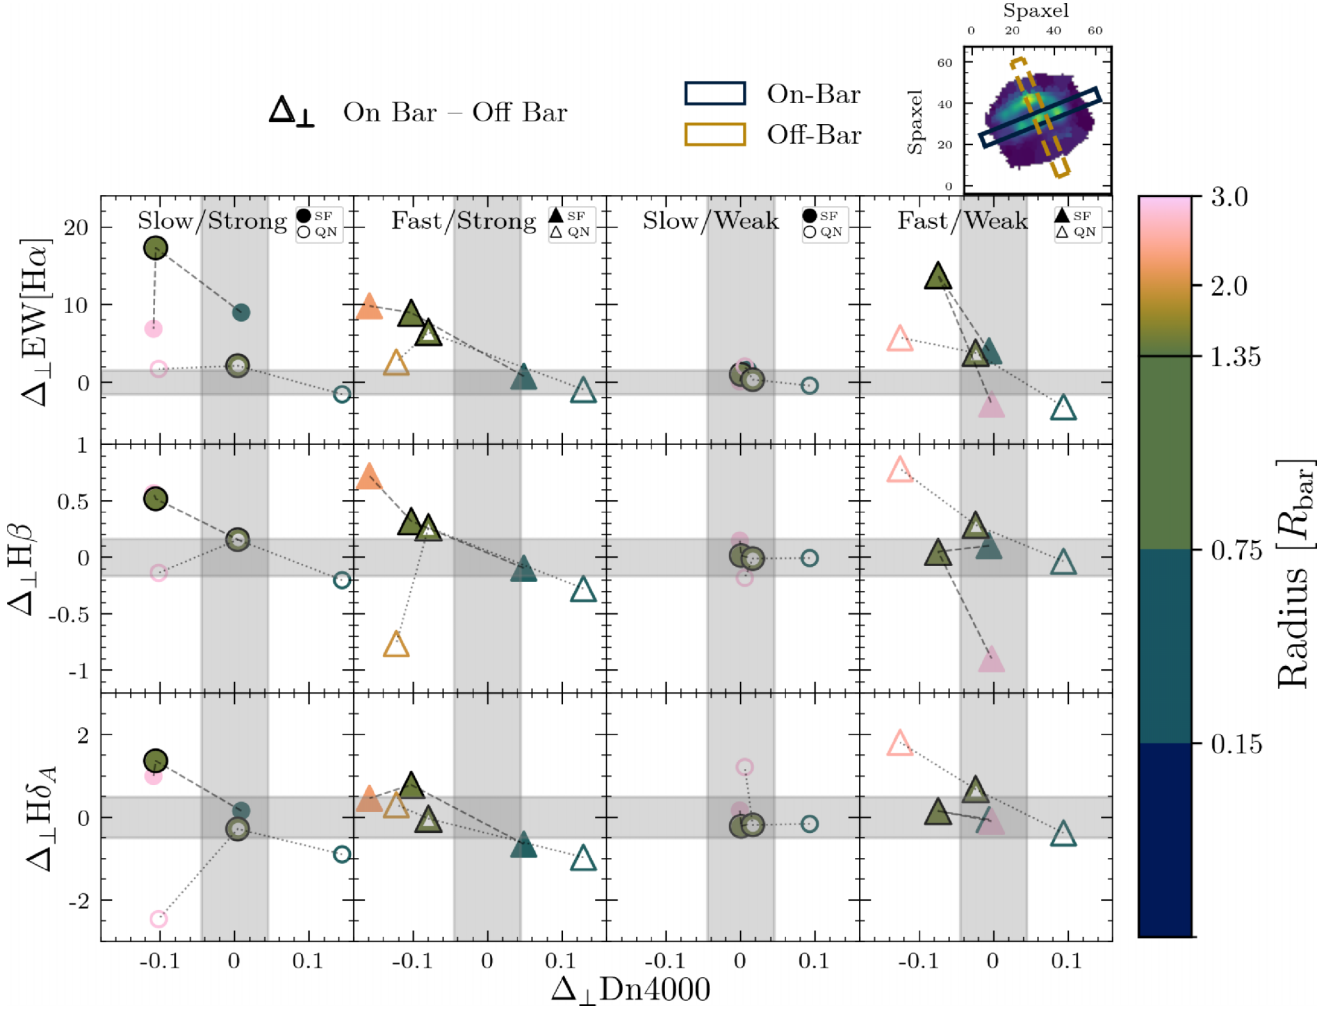 Spaxel
0 20 40 60
Spaxel
60
40
20
0
Δ⊥ On Bar – Off Bar
On-Bar
Off-Bar
Slow/Strong
SF
QN
Fast/Strong
SF
QN
Slow/Weak
SF
QN
Fast/Weak
SF
QN
Δ⊥EW[Hα]
20
10
0
Δ⊥Hβ
1
0.5
0
-0.5
-1
Δ⊥HδA
2
0
-2
-0.1 0 0.1
-0.1 0 0.1
-0.1 0 0.1
-0.1 0 0.1
Δ⊥Dn4000
3.0
2.0
1.35
0.75
0.15
Radius [Rbar]